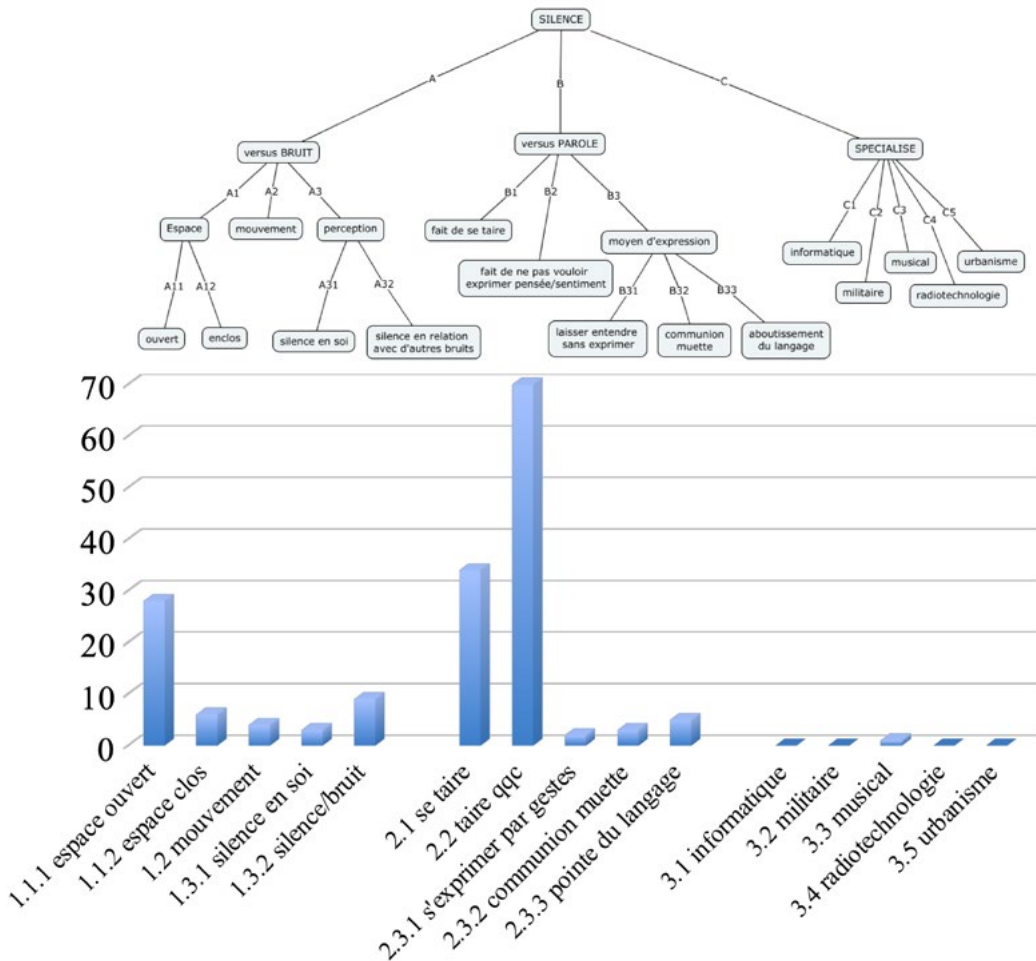 SILENCE
A
B
C
versus BRUIT
versus PAROLE
SPECIALISE
A1
A2
A3
B1
B2
B3
C1
C2
C3
C4
C5
Espace
mouvement
perception
fait de se taire
moyen d'expression
informatique
musical
urbanisme
fait de ne pas vouloir
exprimer pensée/sentiment
militaire
radiotechnologie
A11
A12
A31
A32
B31
B32
B33
ouvert
enclos
silence en soi
silence en relation
avec d'autres bruits
laisser entendre
sans exprimer
communion
muette
aboutissement
du langage
70
60
50
40
30
20
10
0
1.1.1 espace ouvert
1.1.2 espace clos
1.2 mouvement
1.3.1 silence en soi
1.3.2 silence/bruit
2.1 se taire
2.2 taire qqc
2.3.1 s'exprimer par gestes
2.3.2 communion muette
2.3.3 pointe du langage
3.1 informatique
3.2 militaire
3.3 musical
3.4 radiotechnologie
3.5 urbanisme